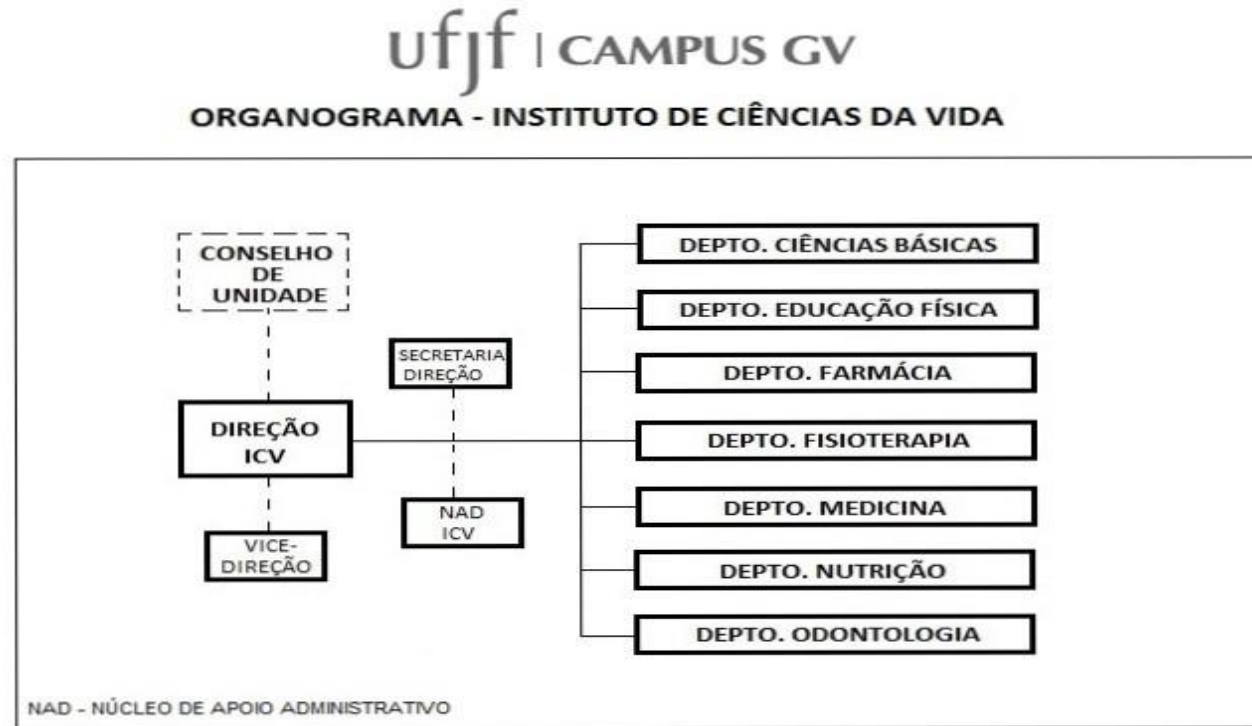 ufjf | CAMPUS GV
ORGANOGRAMA - INSTITUTO DE CIÊNCIAS DA VIDA
CONSELHO
DE
UNIDADE
SECRETARIA
DIREÇÃO
DIREÇÃO
ICV
NAD
ICV
VICE-
DIREÇÃO
DEPTO. CIÊNCIAS BÁSICAS
DEPTO. EDUCAÇÃO FÍSICA
DEPTO. FARMÁCIA
DEPTO. FISIOTERAPIA
DEPTO. MEDICINA
DEPTO. NUTRIÇÃO
DEPTO. ODONTOLOGIA
NAD - NÚCLEO DE APOIO ADMINISTRATIVO